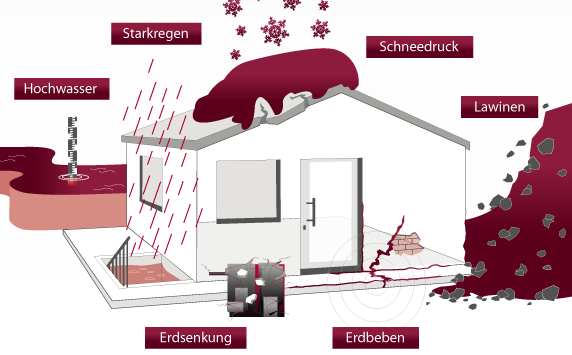 Starkregen
Schneedruck
Hochwasser
Lawinen
Erdsenkung
Erdbeben